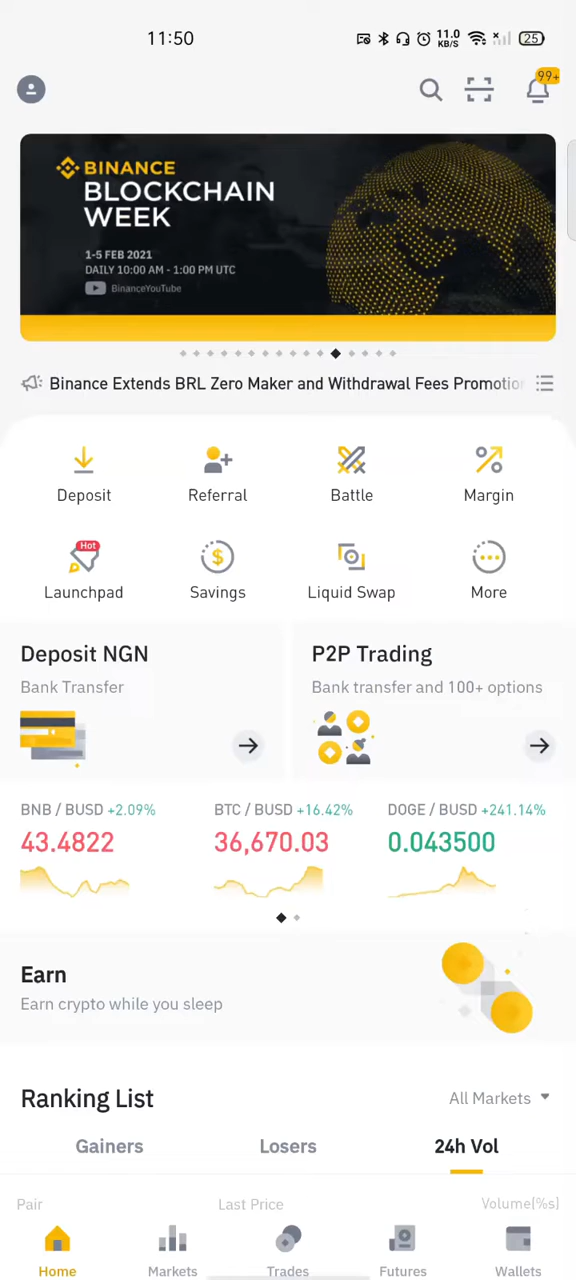 11:50
11.0
KB/S
25
99+
BINANCE
BLOCKCHAIN
WEEK
1-5 FEB 2021
DAILY 10:00 AM - 1:00 PM UTC
BinanceYouTube
Binance Extends BRL Zero Maker and Withdrawal Fees Promotion
Deposit Referral Battle Margin
Hot
Launchpad Savings Liquid Swap More
Deposit NGN
Bank Transfer
P2P Trading
Bank transfer and 100+ options
BNB / BUSD +2.09% BTC / BUSD +16.42% DOGE / BUSD +241.14%
43.4822 36,670.03 0.043500
Earn
Earn crypto while you sleep
Ranking List All Markets
Gainers Losers 24h Vol
Pair Last Price Volume(%s)
Home Markets Trades Futures Wallets